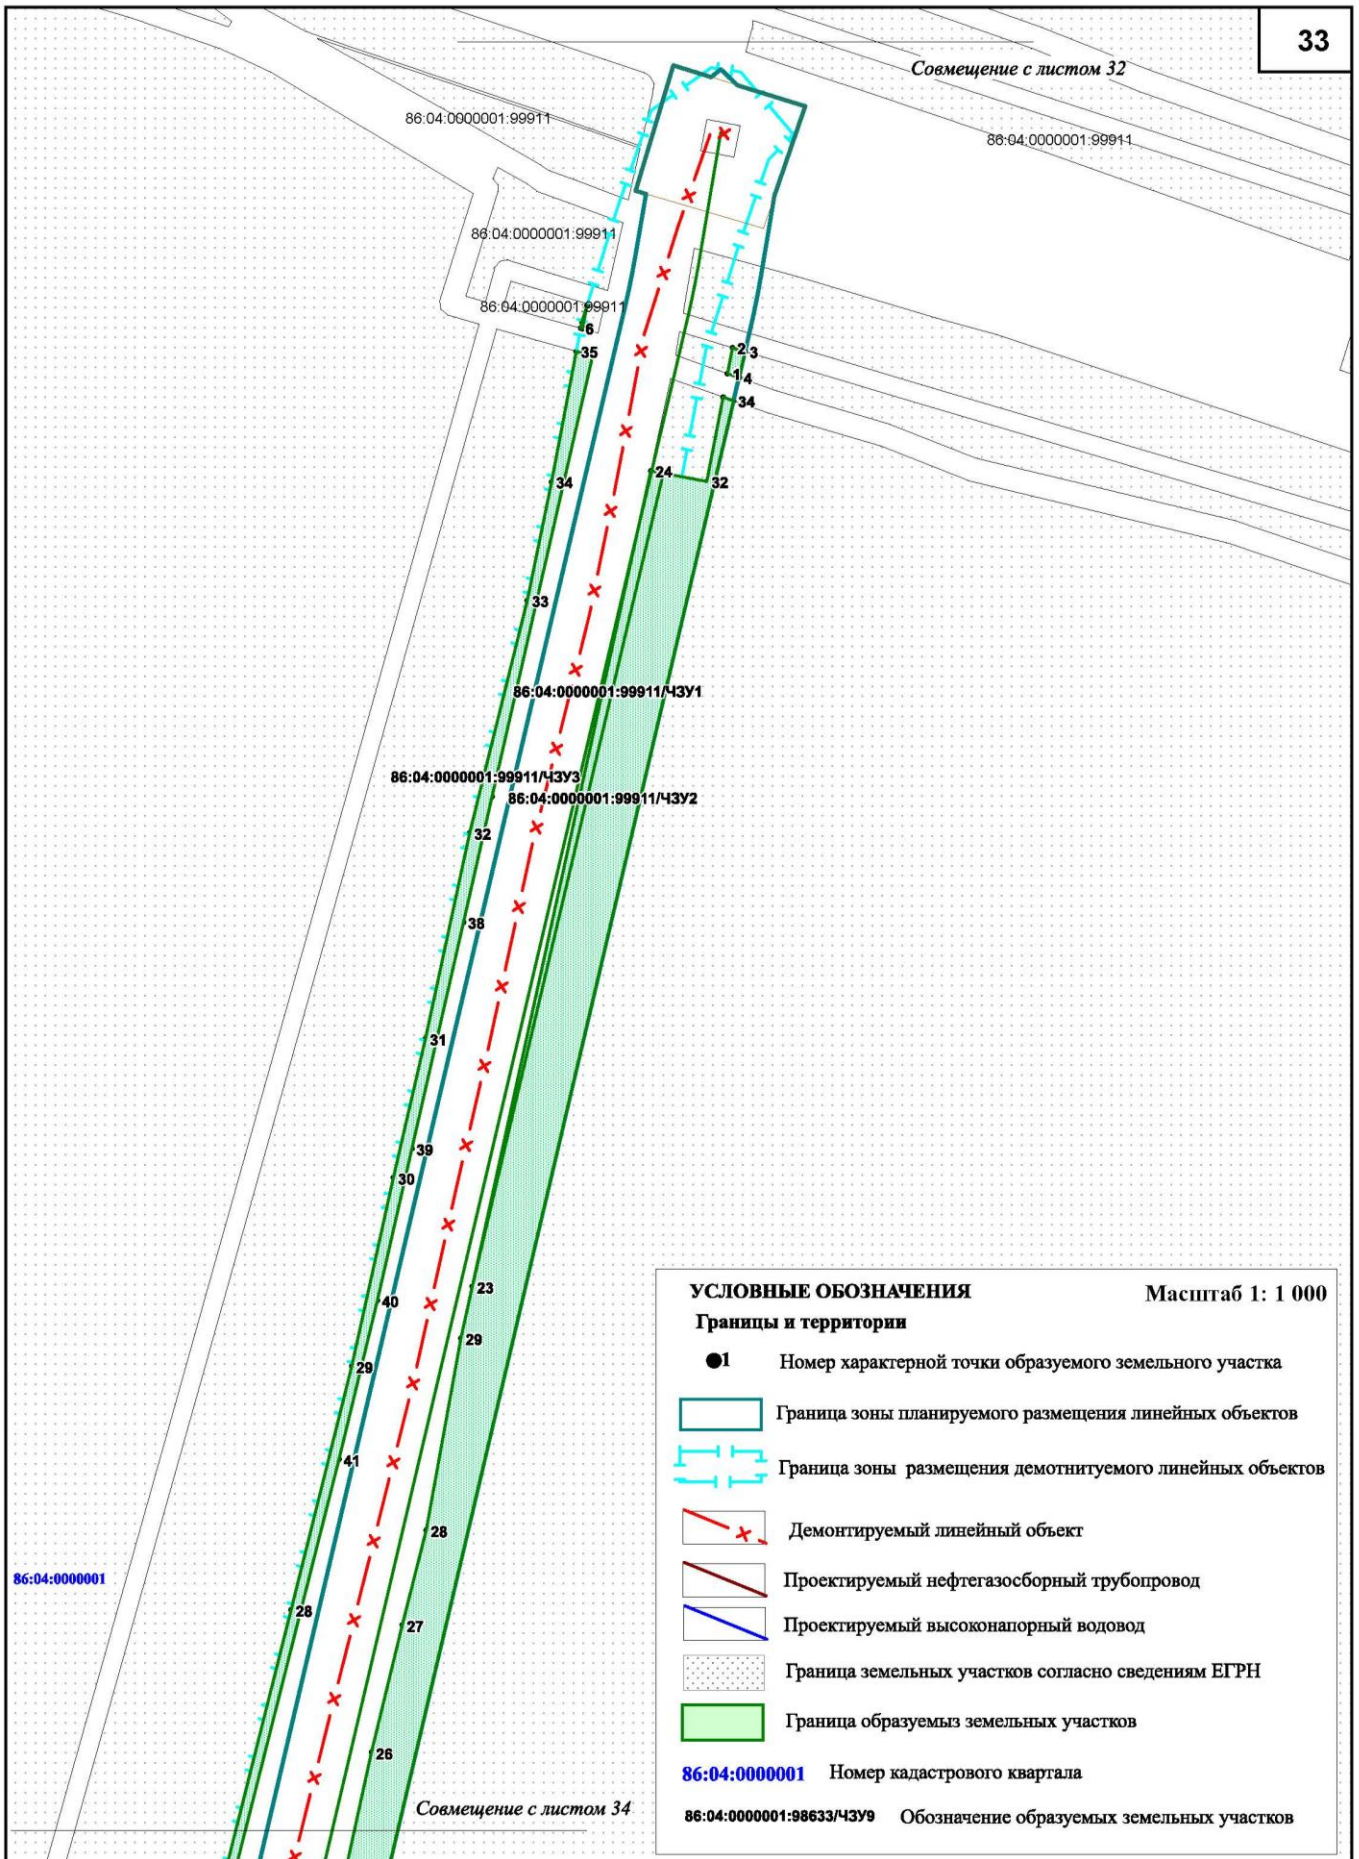 33
Совмещение с листом 32
86:04:0000001:99911
86:04:0000001:99911
86:04:0000001:99911
86:04:0000001:99911
6
35
2
3
1
4
34
24
32
34
33
86:04:0000001:99911/ЧЗУ1
86:04:0000001:99911/ЧЗУ3
86:04:0000001:99911/ЧЗУ2
32
38
31
39
30
23
40
29
29
41
28
86:04:0000001
28
27
26
Совмещение с листом 34
УСЛОВНЫЕ ОБОЗНАЧЕНИЯ Масштаб 1: 1 000
Границы и территории
1 Номер характерной точки образуемого земельного участка
Граница зоны планируемого размещения линейных объектов
Граница зоны размещения демотнитуемого линейных объектов
Демонтируемый линейный объект
Проектируемый нефтегазосборный трубопровод
Проектируемый высоконапорный водовод
Граница земельных участков согласно сведениям ЕГРН
Граница образуемыз земельных участков
86:04:0000001 Номер кадастрового квартала
86:04:0000001:98633/ЧЗУ9 Обозначение образуемых земельных участков